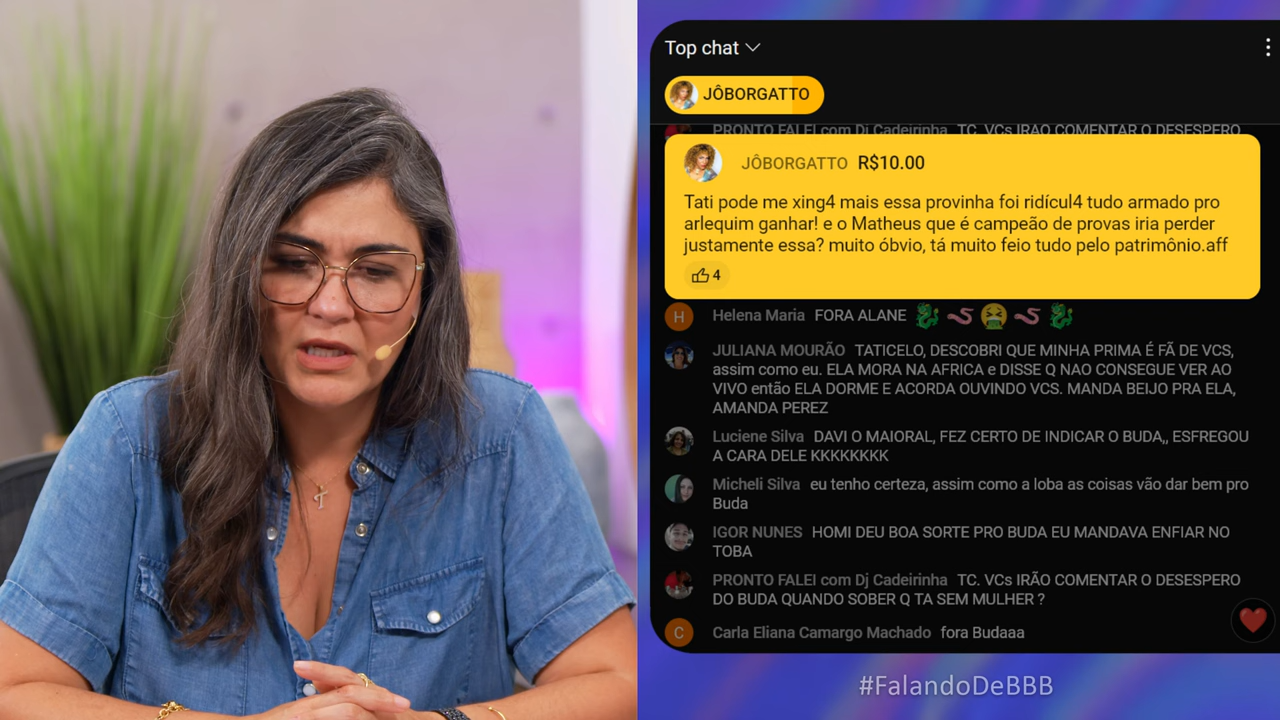 Top chat
JÔBORGATTO
PRONTO FALEI com Dj Cadeirinha TC. VCs IRÃO COMENTAR O DESESPERO
JÔBORGATTO R$10.00
Tati pode me xing4 mais essa provinha foi ridícul4 tudo armado pro
arlequim ganhar! e o Matheus que é campeão de provas iria perder
justamente essa? muito óbvio, tá muito feio tudo pelo patrimônio.aff
4
H Helena Maria FORA ALANE
JULIANA MOURÃO TATICELO, DESCOBRI QUE MINHA PRIMA É FÃ DE VCS,
assim como eu. ELA MORA NA AFRICA e DISSE Q NAO CONSEGUE VER AO
VIVO então ELA DORME E ACORDA OUVINDO VCS. MANDA BEIJO PRA ELA,
AMANDA PEREZ
Luciene Silva DAVI O MAIORAL, FEZ CERTO DE INDICAR O BUDA,, ESFREGOU
A CARA DELE KKKKKKKK
Micheli Silva eu tenho certeza, assim como a loba as coisas vão dar bem pro
Buda
IGOR NUNES HOMI DEU BOA SORTE PRO BUDA EU MANDAVA ENFIAR NO
TOBA
PRONTO FALEI com Dj Cadeirinha TC. VCs IRÃO COMENTAR O DESESPERO
DO BUDA QUANDO SOBER Q TA SEM MULHER ?
C Carla Eliana Camargo Machado fora Budaaa
#FalandoDeBBB